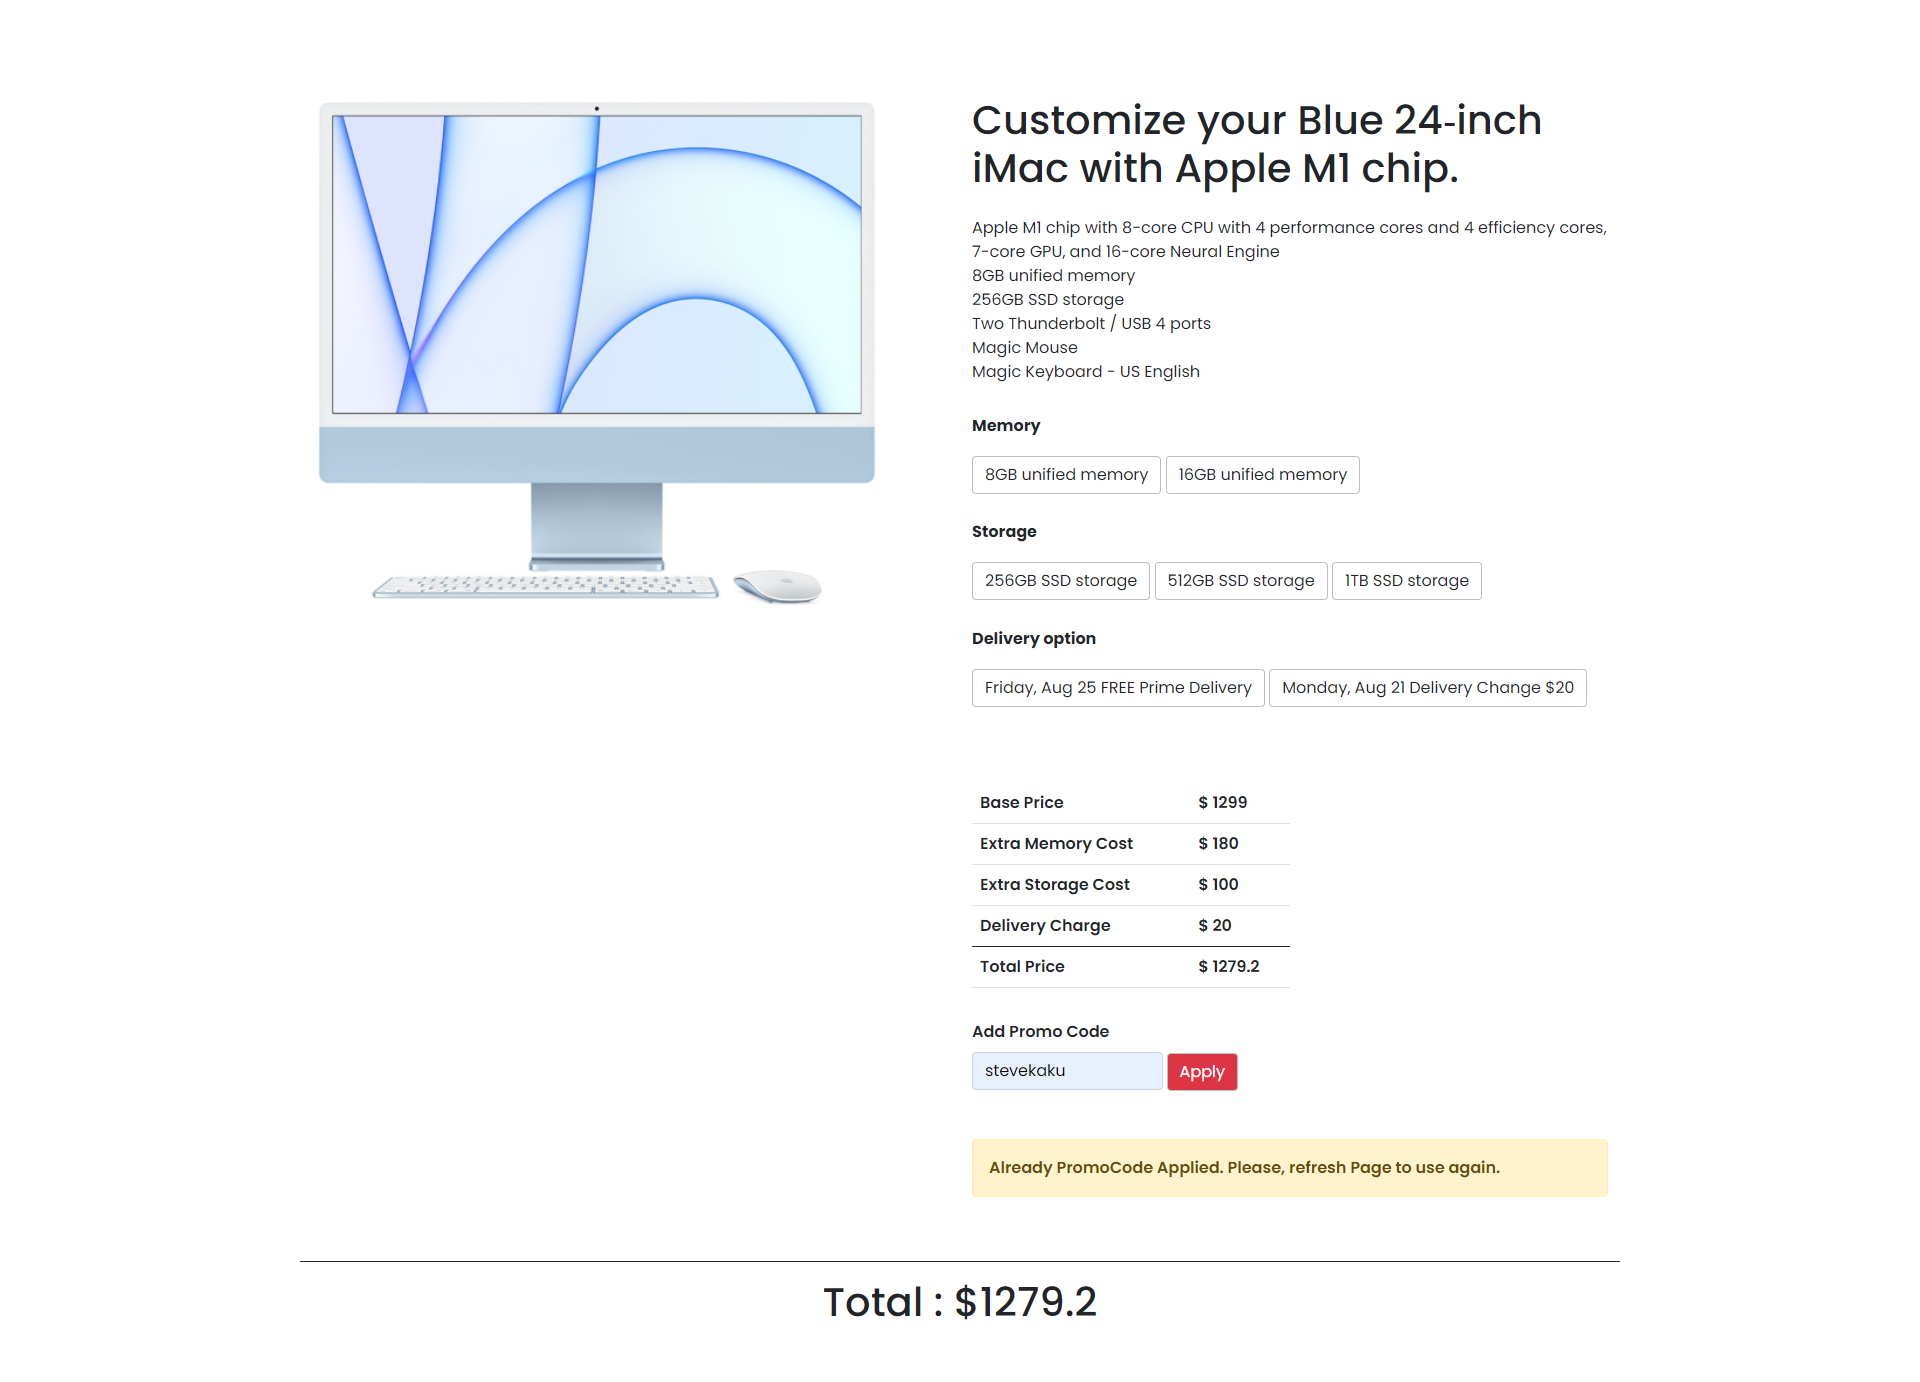 Customize your Blue 24-inch
iMac with Apple M1 chip.
Apple M1 chip with 8-core CPU with 4 performance cores and 4 efficiency cores,
7-core GPU, and 16-core Neural Engine
8GB unified memory
256GB SSD storage
Two Thunderbolt / USB 4 ports
Magic Mouse
Magic Keyboard - US English
Memory
8GB unified memory 16GB unified memory
Storage
256GB SSD storage 512GB SSD storage 1TB SSD storage
Delivery option
Friday, Aug 25 FREE Prime Delivery Monday, Aug 21 Delivery Change $20
Base Price $ 1299
Extra Memory Cost $ 180
Extra Storage Cost $ 100
Delivery Charge $ 20
Total Price $ 1279.2
Add Promo Code
stevekaku Apply
Already PromoCode Applied. Please, refresh Page to use again.
Total : $1279.2